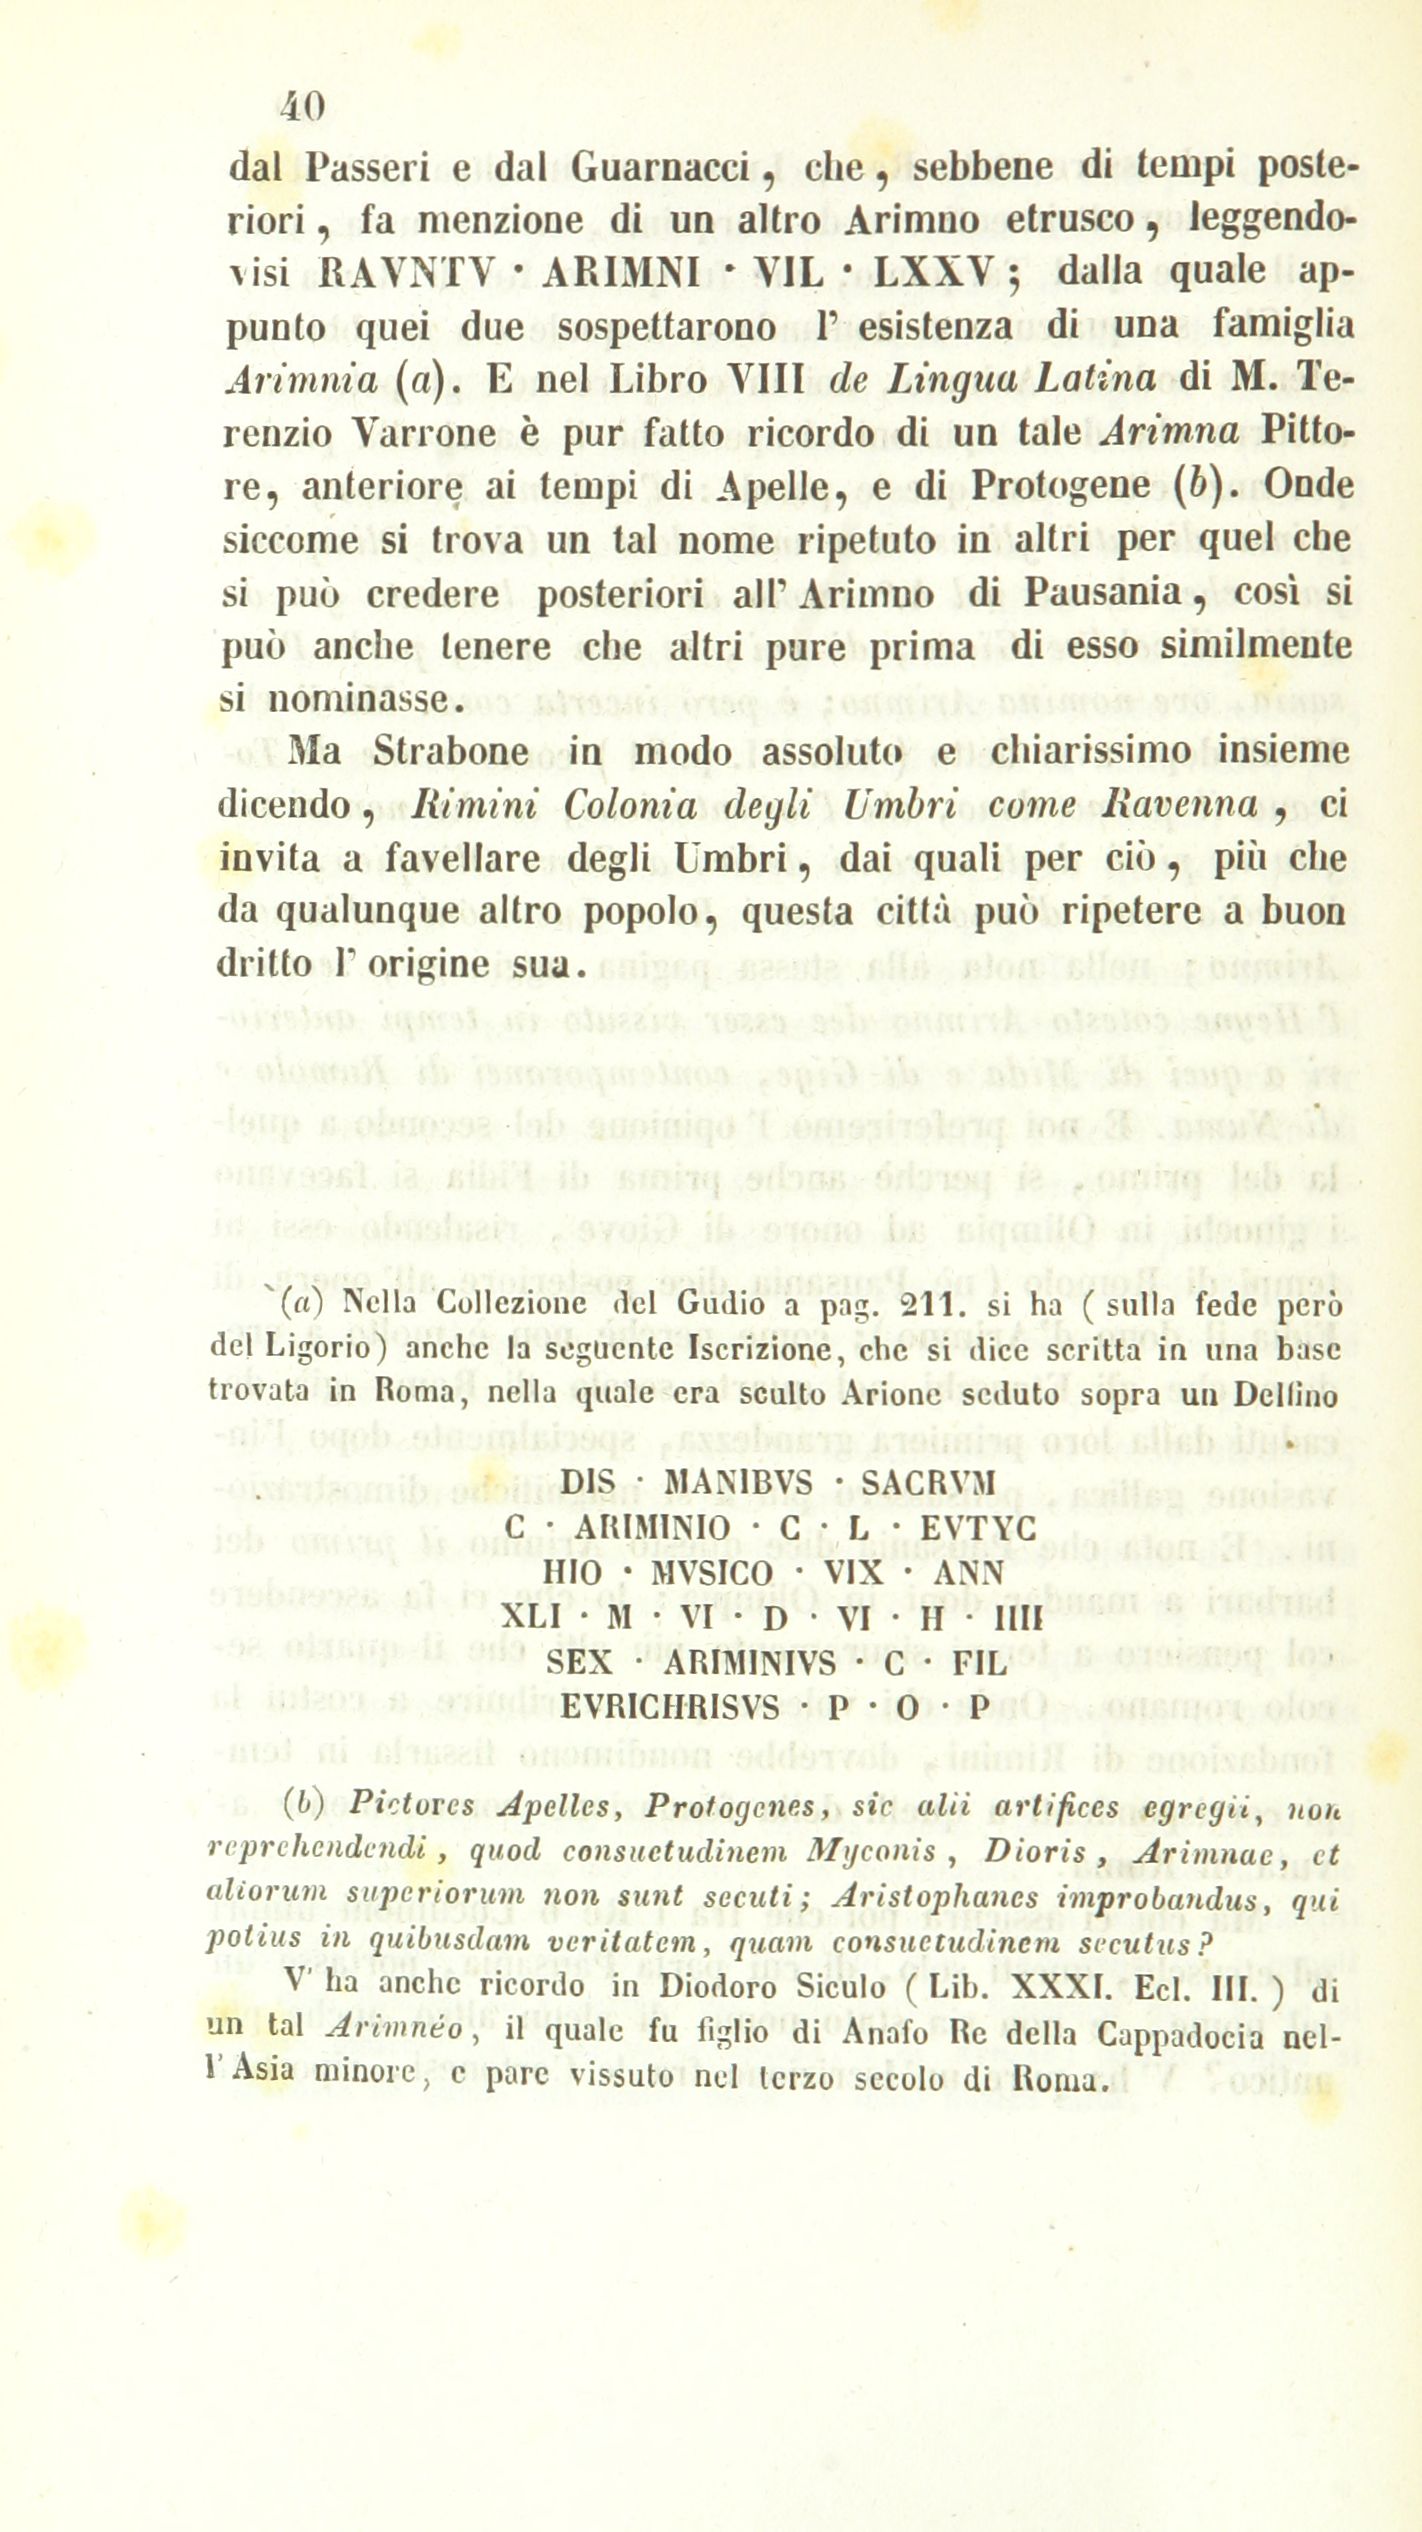 40
dal Passeri e dal Guarnacci, che, sebbene di tempi poste-
riori, fa menzione di un altro Arimno etrusco, leggendo-
visi RAVNTV · ARIMNI · VIL · LXXV; dalla quale ap-
punto quei due sospettarono l' esistenza di una famiglia
Arimnia (a). E nel Libro VIII de Lingua Latina di M. Te-
renzio Varrone è pur fatto ricordo di un tale Arimna Pitto-
re, anteriore ai tempi di Apelle, e di Protogene (b). Onde
siccome si trova un tal nome ripetuto in altri per quel che
si può credere posteriori all' Arimno di Pausania, così si
può anche tenere che altri pure prima di esso similmente
si nominasse.
Ma Strabone in modo assoluto e chiarissimo insieme
dicendo, Rimini Colonia degli Umbri come Ravenna, ci
invita a favellare degli Umbri, dai quali per ciò, più che
da qualunque altro popolo, questa città può ripetere a buon
dritto l' origine sua.
(a) Nella Collezione del Gudio a pag. 211. si ha ( sulla fede però
del Ligorio) anche la seguente Iscrizione, che si dice scritta in una base
trovata in Roma, nella quale era sculto Arione seduto sopra un Delfino
DIS · MANIBVS · SACRVM
C · ARIMINIO · C · L · EVTYC
HIO · MVSICO · VIX · ANN
XLI · M · VI · D · VI · H · IIII
SEX · ARIMINIVS · C · FIL
EVRICHRISVS · P · O · P
(b) Pictores Apelles, Protogenes, sic alii artifices egregii, non
reprehendendi, quod consuetudinem Myconis, Dioris, Arimnae, et
aliorum superiorum non sunt secuti; Aristophanes improbandus, qui
potius in quibusdam veritatem, quam consuetudinem secutus?
V' ha anche ricordo in Diodoro Siculo ( Lib. XXXI. Ecl. III. ) di
un tal Arimnéo, il quale fu figlio di Anafo Re della Cappadocia nel-
l' Asia minore, e pare vissuto nel terzo secolo di Roma.